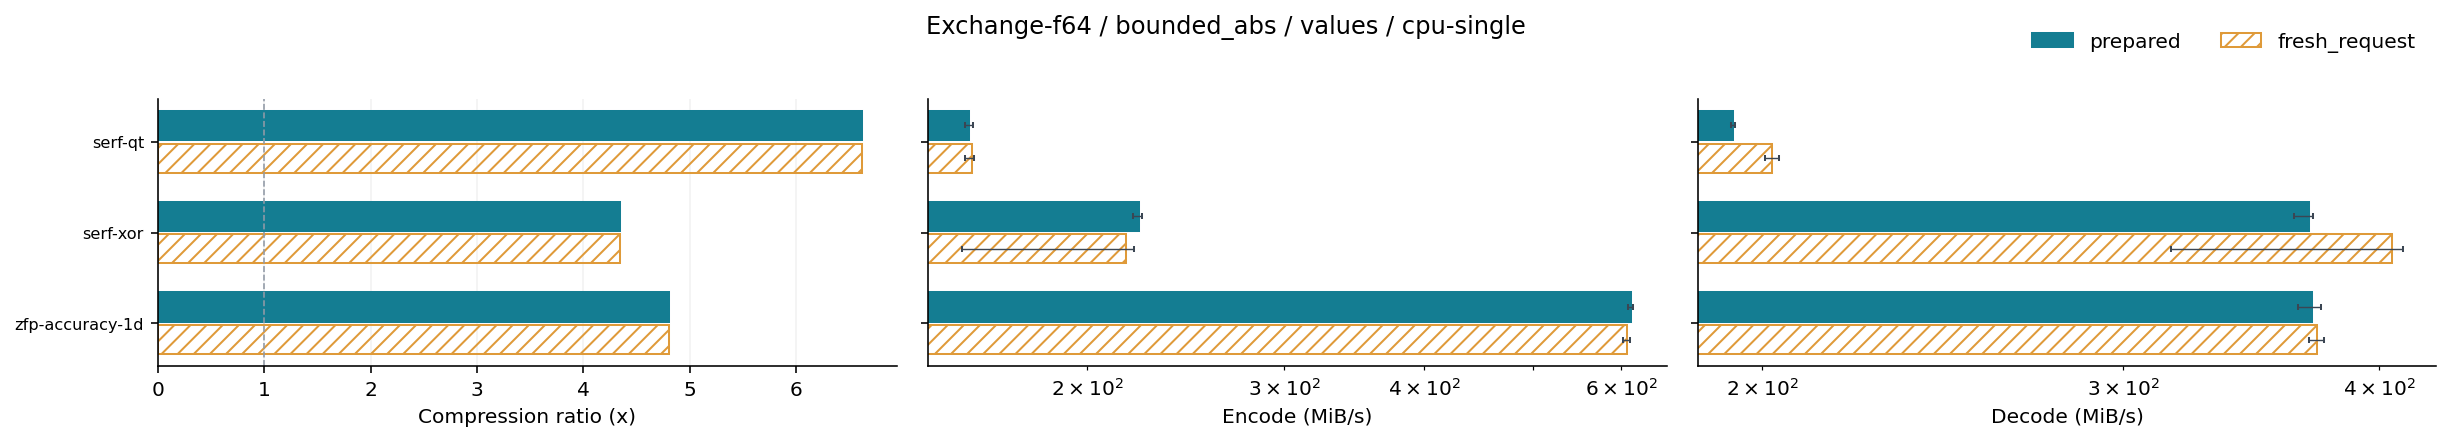 Exchange-f64 / bounded_abs / values / cpu-single
prepared
fresh_request
serf-qt
serf-xor
zfp-accuracy-1d
0 1 2 3 4 5 6
Compression ratio (x)
2 × 10² 3 × 10² 4 × 10² 6 × 10²
Encode (MiB/s)
2 × 10² 3 × 10² 4 × 10²
Decode (MiB/s)